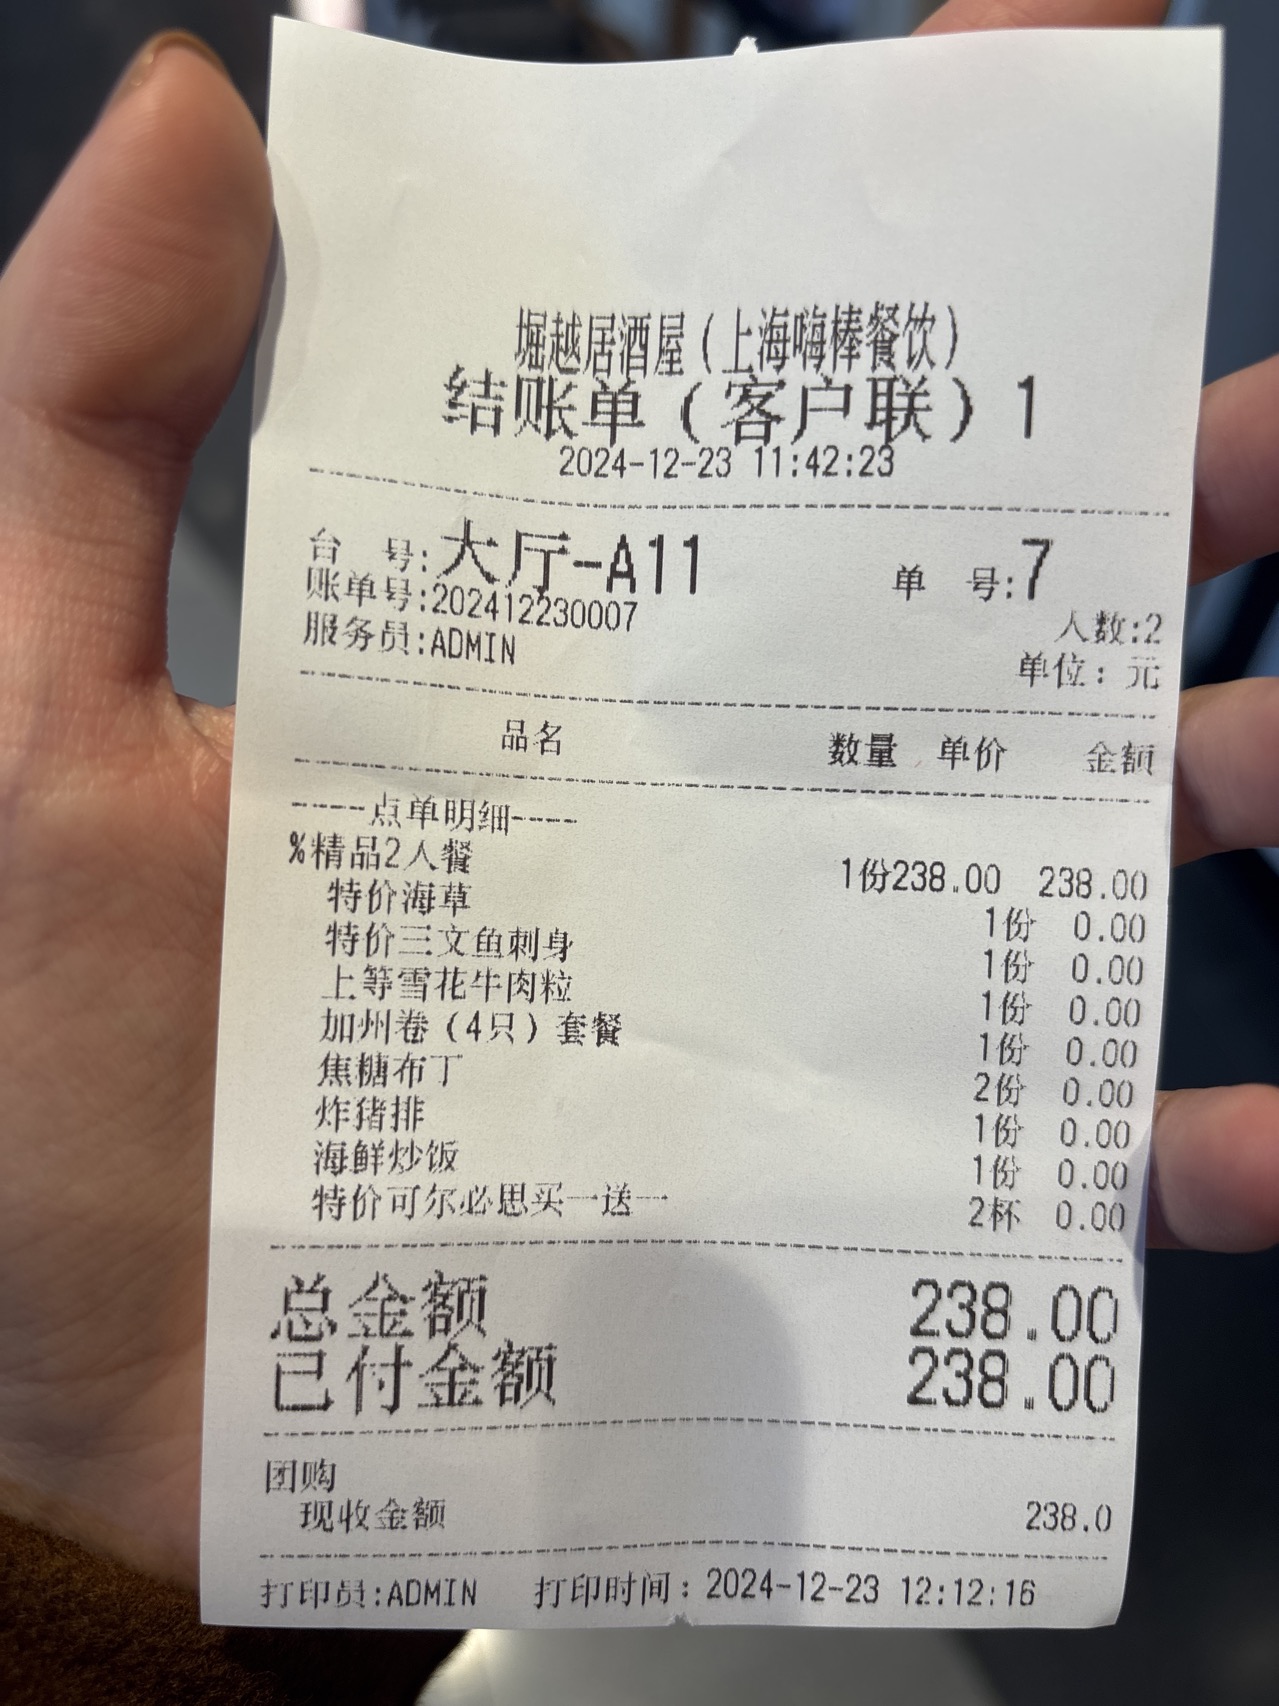 堀越居酒屋(上海嗨棒餐饮)
结账单(客户联)1
2024-12-23 11:42:23
台 号:大厅-A11 单 号:7
账单号:202412230007 人数:2
服务员:ADMIN 单位:元
品名 数量 单价 金额
----点单明细----
%精品2人餐 1份238.00 238.00
特价海草 1份 0.00
特价三文鱼刺身 1份 0.00
上等雪花牛肉粒 1份 0.00
加州卷(4只)套餐 1份 0.00
焦糖布丁 2份 0.00
炸猪排 1份 0.00
海鲜炒饭 1份 0.00
特价可尔必思买一送一 2杯 0.00
总金额 238.00
已付金额 238.00
团购
现收金额 238.0
打印员:ADMIN 打印时间:2024-12-23 12:12:16